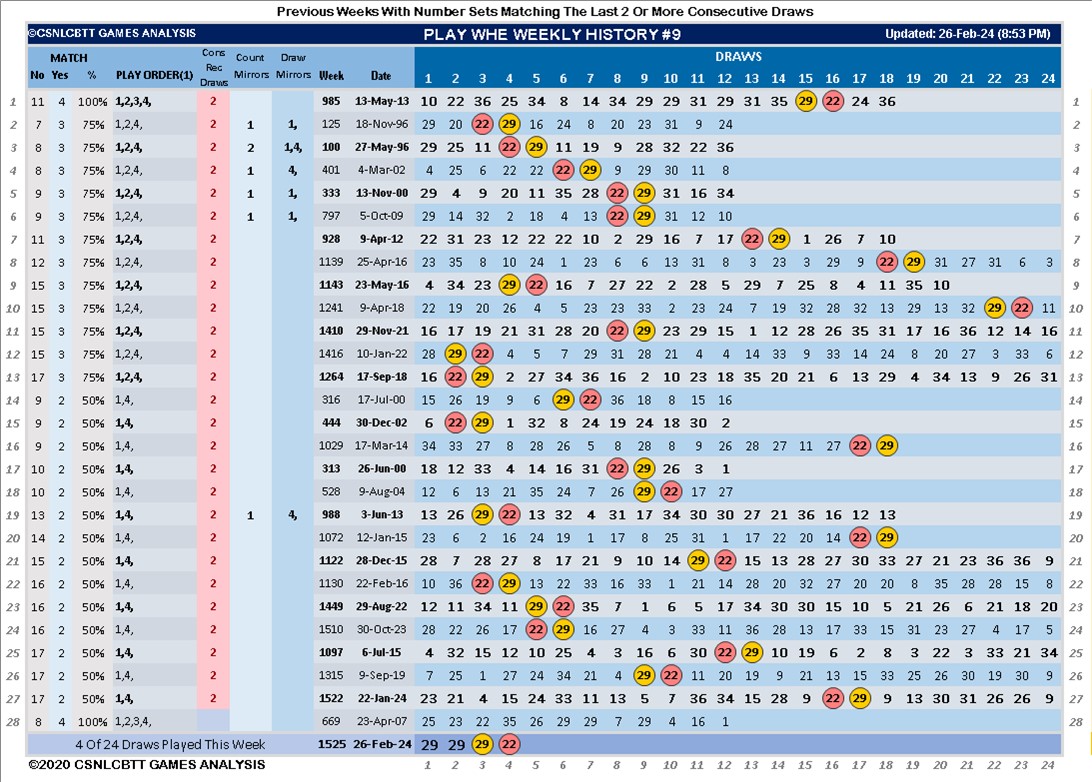 Previous Weeks With Number Sets Matching The Last 2 Or More Consecutive Draws
©CSNLCBTT GAMES ANALYSIS PLAY WHE WEEKLY HISTORY #9 Updated: 26-Feb-24 (8:53 PM)
MATCH Cons Rec Draws Count Mirrors Draw Mirrors DRAWS
No Yes % PLAY ORDER(1) Week Date 1 2 3 4 5 6 7 8 9 10 11 12 13 14 15 16 17 18 19 20 21 22 23 24
1 11 4 100% 1,2,3,4, 2 985 13-May-13 10 22 36 25 34 8 14 34 29 29 31 29 31 35 29 22 24 36 1
2 7 3 75% 1,2,4, 2 1 1, 125 18-Nov-96 29 20 22 29 16 24 8 20 23 31 9 24 2
3 8 3 75% 1,2,4, 2 2 1,4, 100 27-May-96 29 25 11 22 29 11 19 9 28 32 22 36 3
4 8 3 75% 1,2,4, 2 1 4, 401 4-Mar-02 4 25 6 22 22 22 29 9 29 30 11 8 4
5 9 3 75% 1,2,4, 2 1 1, 333 13-Nov-00 29 4 9 20 11 35 28 22 29 31 16 34 5
6 9 3 75% 1,2,4, 2 1 1, 797 5-Oct-09 29 14 32 2 18 4 13 22 29 31 12 10 6
7 11 3 75% 1,2,4, 2 928 9-Apr-12 22 31 23 12 22 22 10 2 29 16 7 17 22 29 1 26 7 10 7
8 12 3 75% 1,2,4, 2 1139 25-Apr-16 23 35 8 10 24 1 23 6 6 13 31 8 3 23 3 29 9 22 29 31 27 31 6 3 8
9 15 3 75% 1,2,4, 2 1143 23-May-16 4 34 23 29 22 16 7 27 22 2 28 5 29 7 25 8 4 11 35 10 9
10 15 3 75% 1,2,4, 2 1241 9-Apr-18 22 19 20 26 4 5 23 23 33 2 23 24 7 19 32 28 32 13 29 13 32 29 22 11 10
11 15 3 75% 1,2,4, 2 1410 29-Nov-21 16 17 19 21 31 28 20 22 29 23 29 15 1 12 28 26 35 31 17 16 36 12 14 16 11
12 15 3 75% 1,2,4, 2 1416 10-Jan-22 28 29 22 4 5 7 29 31 28 21 4 4 14 33 9 33 14 24 8 20 27 3 33 6 12
13 17 3 75% 1,2,4, 2 1264 17-Sep-18 16 22 29 2 27 34 36 16 2 10 23 18 35 20 21 6 13 29 4 34 13 9 26 31 13
14 9 2 50% 1,4, 2 316 17-Jul-00 15 26 19 9 6 29 22 36 18 8 15 16 14
15 9 2 50% 1,4, 2 444 30-Dec-02 6 22 29 1 32 8 24 19 24 18 30 2 15
16 9 2 50% 1,4, 2 1029 17-Mar-14 34 33 7 8 28 26 5 8 28 8 9 26 28 27 11 27 22 29 16
17 10 2 50% 1,4, 2 313 26-Jun-00 18 12 33 4 14 16 31 22 29 26 3 1 17
18 10 2 50% 1,4, 2 528 9-Aug-04 12 6 13 21 35 24 7 26 29 22 17 27 18
19 13 2 50% 1,4, 2 1 4, 988 3-Jun-13 13 26 29 22 13 32 4 31 17 34 30 30 27 21 36 16 12 13 19
20 14 2 50% 1,4, 2 1072 12-Jan-15 23 6 2 16 24 19 1 17 8 25 31 1 17 22 20 14 22 29 20
21 15 2 50% 1,4, 2 1122 28-Dec-15 28 7 28 27 8 17 21 9 10 14 29 22 15 13 28 27 30 33 27 21 23 36 36 9 21
22 16 2 50% 1,4, 2 1130 22-Feb-16 10 36 22 29 13 22 33 16 33 1 21 14 28 20 32 27 20 20 8 35 28 28 15 8 22
23 16 2 50% 1,4, 2 1449 29-Aug-22 12 11 34 11 29 22 35 7 1 6 5 17 34 30 30 15 10 5 21 26 6 21 18 20 23
24 16 2 50% 1,4, 2 1510 30-Oct-23 28 22 26 5 22 29 16 27 4 3 33 11 36 28 13 17 33 15 31 23 27 4 17 5 24
25 17 2 50% 1,4, 2 1097 6-Jul-15 4 32 15 12 10 25 4 3 16 6 30 22 29 10 19 6 2 8 3 22 3 33 21 34 25
26 17 2 50% 1,4, 2 1315 9-Sep-19 7 25 1 27 24 34 21 4 29 22 20 11 14 19 9 21 13 15 33 25 26 30 19 30 9 26
27 17 2 50% 1,4, 2 1522 22-Jan-24 23 21 4 15 24 33 11 13 5 7 36 34 15 28 9 22 29 9 13 30 31 26 26 9 27
28 8 4 100% 1,2,3,4, 669 23-Apr-07 25 23 22 35 26 29 29 7 29 4 16 1 28
4 Of 24 Draws Played This Week 1525 26-Feb-24 29 29 29 22
©2020 CSNLCBTT GAMES ANALYSIS 1 2 3 4 5 6 7 8 9 10 11 12 13 14 15 16 17 18 19 20 21 22 23 24